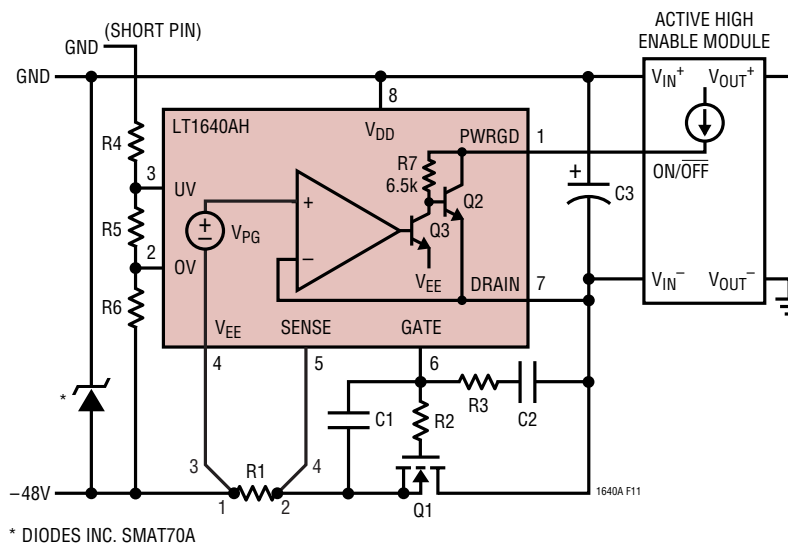 (SHORT PIN)
GND
GND
ACTIVE HIGH
ENABLE MODULE
8
LT1640AH
V_DD
PWRGD
1
V_IN⁺
V_OUT⁺
R4
R7
6.5k
ON/O̅F̅F̅
3
UV
+
Q2
+
C3
R5
+
−
V_PG
Q3
2
OV
−
V_EE
DRAIN
7
V_IN⁻
V_OUT⁻
R6
V_EE
SENSE
GATE
4
5
6
*
C1
R2
R3
C2
3
R1
4
−48V
1
2
Q1
1640A F11
* DIODES INC. SMAT70A